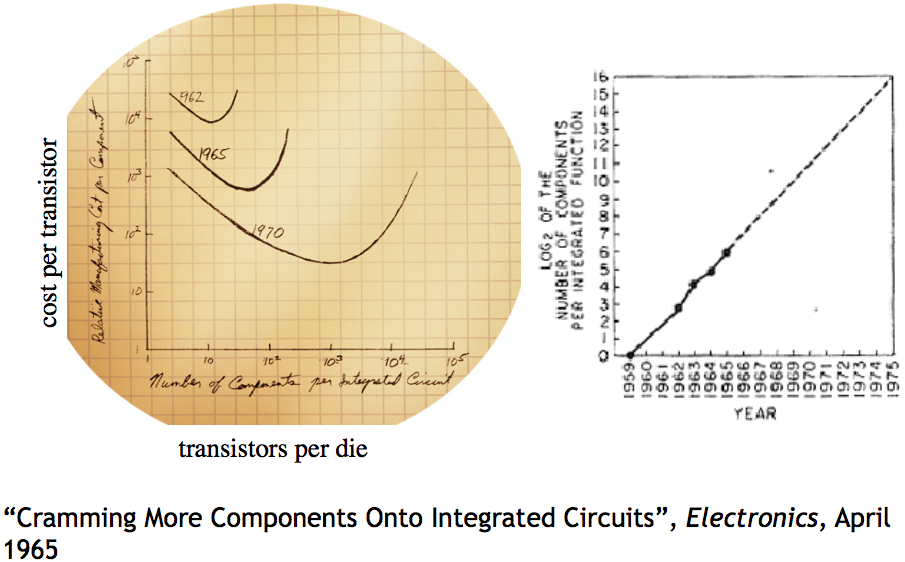 10⁵
10⁴
10³
10²
10
1
1962
1965
1970
Relative Manufacturing Cost per Component
cost per transistor
1 10 10² 10³ 10⁴ 10⁵
Number of Components per Integrated Circuit
transistors per die
LOG₂ OF THE
NUMBER OF COMPONENTS
PER INTEGRATED FUNCTION
16
15
14
13
12
11
10
9
8
7
6
5
4
3
2
1
0
1959 1960 1961 1962 1963 1964 1965 1966 1967 1968 1969 1970 1971 1972 1973 1974 1975
YEAR
“Cramming More Components Onto Integrated Circuits”, Electronics, April
1965